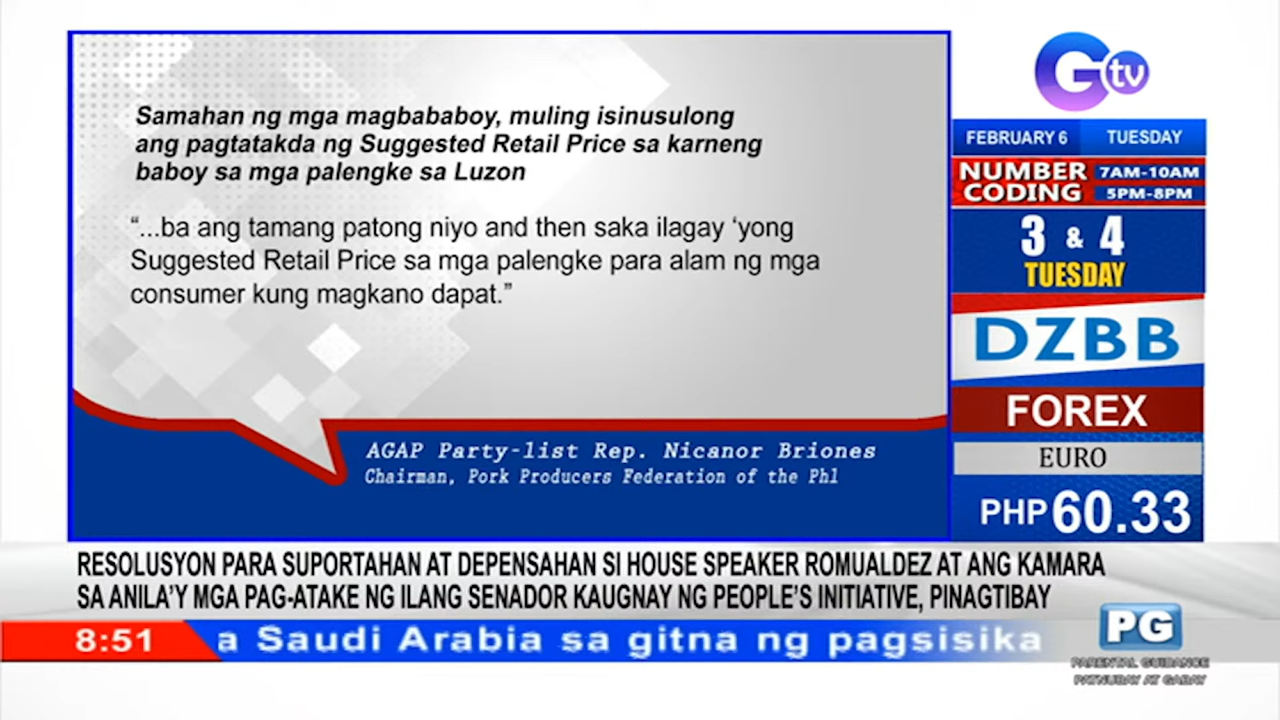 Samahan ng mga magbababoy, muling isinusulong
ang pagtatakda ng Suggested Retail Price sa karneng
baboy sa mga palengke sa Luzon
“...ba ang tamang patong niyo and then saka ilagay ‘yong
Suggested Retail Price sa mga palengke para alam ng mga
consumer kung magkano dapat.”
AGAP Party-list Rep. Nicanor Briones
Chairman, Pork Producers Federation of the Phl
Gtv
FEBRUARY 6 TUESDAY
NUMBER CODING 7AM-10AM
5PM-8PM
3 & 4
TUESDAY
DZBB
FOREX
EURO
PHP 60.33
RESOLUSYON PARA SUPORTAHAN AT DEPENSAHAN SI HOUSE SPEAKER ROMUALDEZ AT ANG KAMARA
SA ANILA’Y MGA PAG-ATAKE NG ILANG SENADOR KAUGNAY NG PEOPLE’S INITIATIVE, PINAGTIBAY
8:51 a Saudi Arabia sa gitna ng pagsisika
PG
PARENTAL GUIDANCE
PATNUBAY AT GABAY